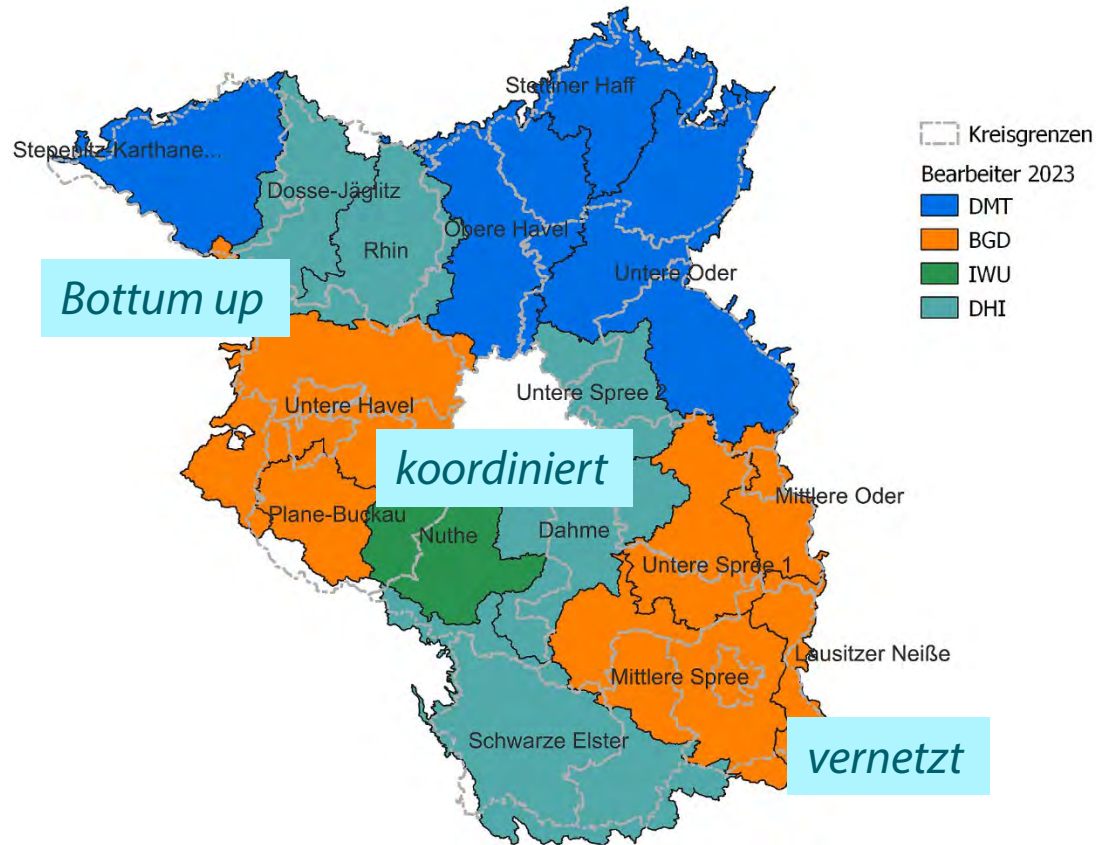 Stettiner Haff
Stepenitz-Karthane...
Dosse-Jäglitz
Rhin
Obere Havel
Untere Oder
Bottum up
Untere Spree 2
Untere Havel
koordiniert
Plane-Buckau
Nuthe
Dahme
Mittlere Oder
Untere Spree 1
Lausitzer Neiße
Mittlere Spree
Schwarze Elster
vernetzt
Kreisgrenzen
Bearbeiter 2023
DMT
BGD
IWU
DHI